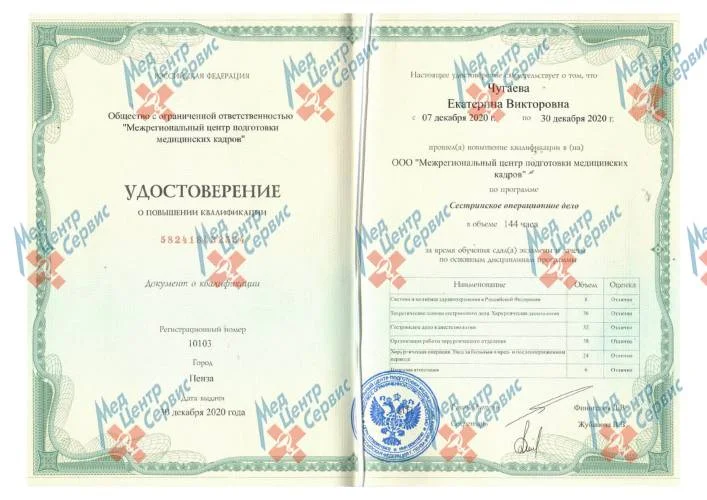 РОССИЙСКАЯ ФЕДЕРАЦИЯ
Общество с ограниченной ответственностью
"Межрегиональный центр подготовки
медицинских кадров"
УДОСТОВЕРЕНИЕ
О ПОВЫШЕНИИ КВАЛИФИКАЦИИ
Документ о квалификации
Регистрационный номер
10103
Город
Пенза
Дата выдачи
30 декабря 2020 года
Настоящее удостоверение свидетельствует о том, что
Чугаева
Екатерина Викторовна
с 07 декабря 2020 г. по 30 декабря 2020 г.
прошел(а) повышение квалификации в (на)
ООО "Межрегиональный центр подготовки медицинских
кадров"
по программе
Сестринское операционное дело
в объеме 144 часа
за время обучения сдал(а) экзамены и зачеты
по основным дисциплинам программы
Наименование Объем Оценка
Система и политика здравоохранения в Российской Федерации 8 Отлично
Теоретические основы сестринского дела. Хирургическая деонтология 36 Отлично
Сестринское дело в анестезиологии 32 Отлично
Организация работы хирургического отделения 38 Отлично
Хирургическая операция. Уход за больным в пред- и послеоперационном
периоде 24 Отлично
Итоговая аттестация 6 Отлично
Руководитель
Секретарь
Мед Центр Сервис